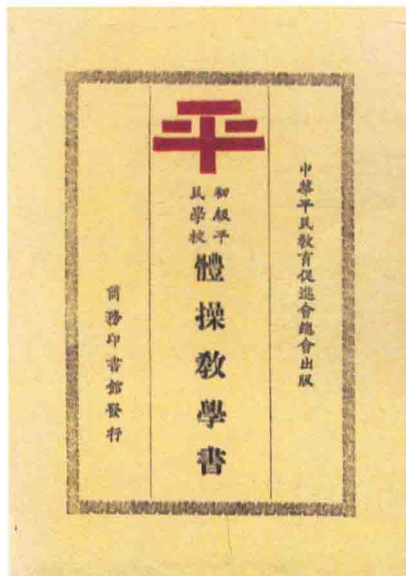 平
中華平民教育促進會總會出版
初級平
民學校
體操教學書
商務印書館發行